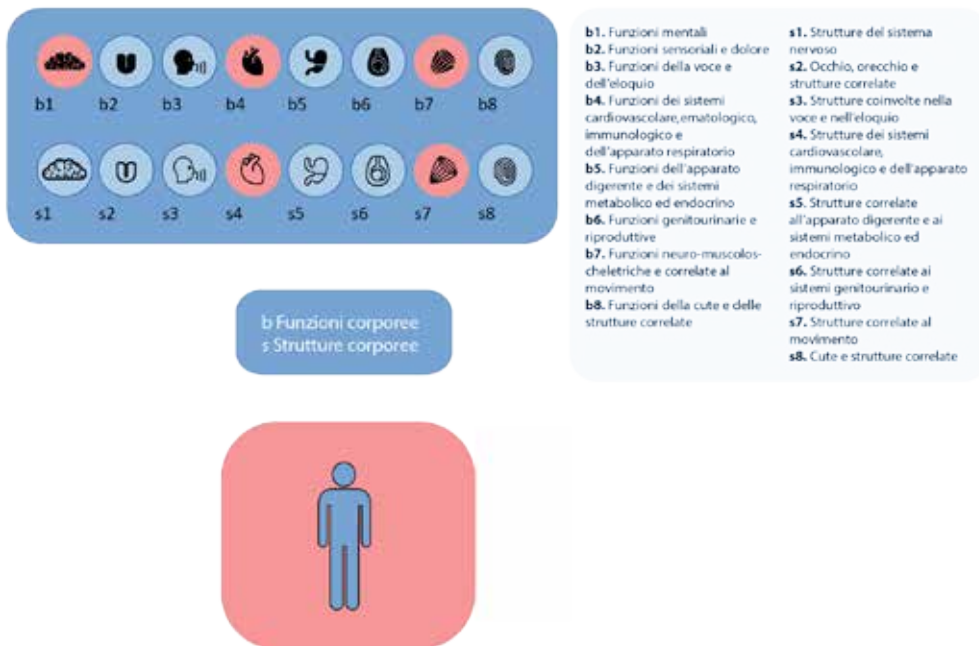 b1 b2 b3 b4 b5 b6 b7 b8
s1 s2 s3 s4 s5 s6 s7 s8
b Funzioni corporee
s Strutture corporee
b1. Funzioni mentali
b2. Funzioni sensoriali e dolore
b3. Funzioni della voce e
dell'eloquio
b4. Funzioni dei sistemi
cardiovascolare,ematologico,
immunologico e
dell'apparato respiratorio
b5. Funzioni dell'apparato
digerente e dei sistemi
metabolico ed endocrino
b6. Funzioni genitourinarie e
riproduttive
b7. Funzioni neuro-muscolos-
cheletriche e correlate al
movimento
b8. Funzioni della cute e delle
strutture correlate
s1. Strutture del sistema
nervoso
s2. Occhio, orecchio e
strutture correlate
s3. Strutture coinvolte nella
voce e nell'eloquio
s4. Strutture dei sistemi
cardiovascolare,
immunologico e dell'apparato
respiratorio
s5. Strutture correlate
all'apparato digerente e ai
sistemi metabolico ed
endocrino
s6. Strutture correlate ai
sistemi genitourinario e
riproduttivo
s7. Strutture correlate al
movimento
s8. Cute e strutture correlate